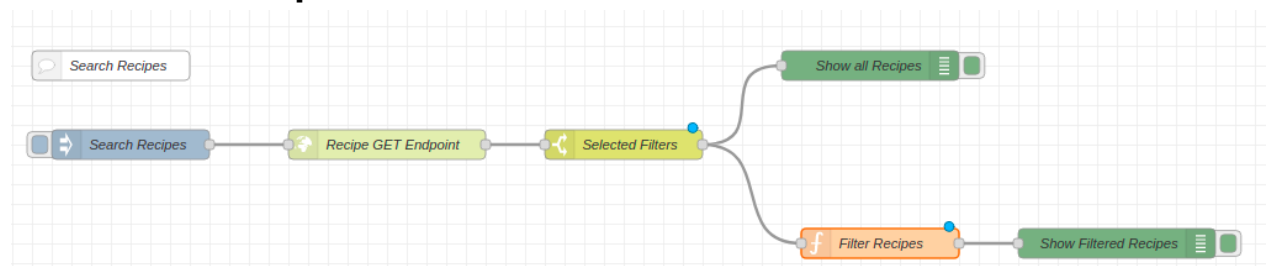 Search Recipes
Show all Recipes
Search Recipes
Recipe GET Endpoint
Selected Filters
Filter Recipes
Show Filtered Recipes